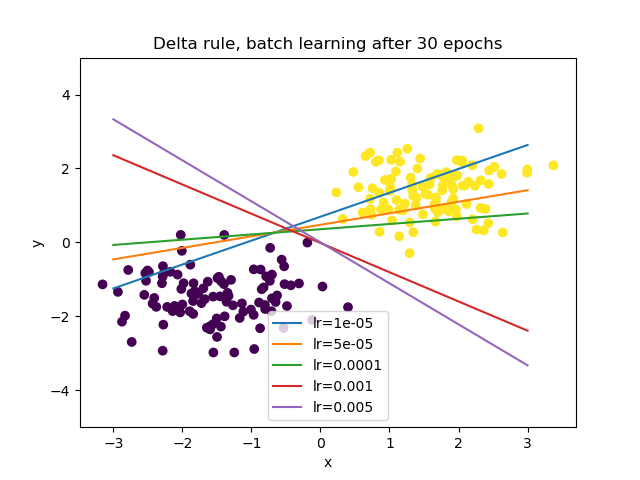 Delta rule, batch learning after 30 epochs
y
4
2
0
−2
−4
lr=1e-05
lr=5e-05
lr=0.0001
lr=0.001
lr=0.005
−3 −2 −1 0 1 2 3
x